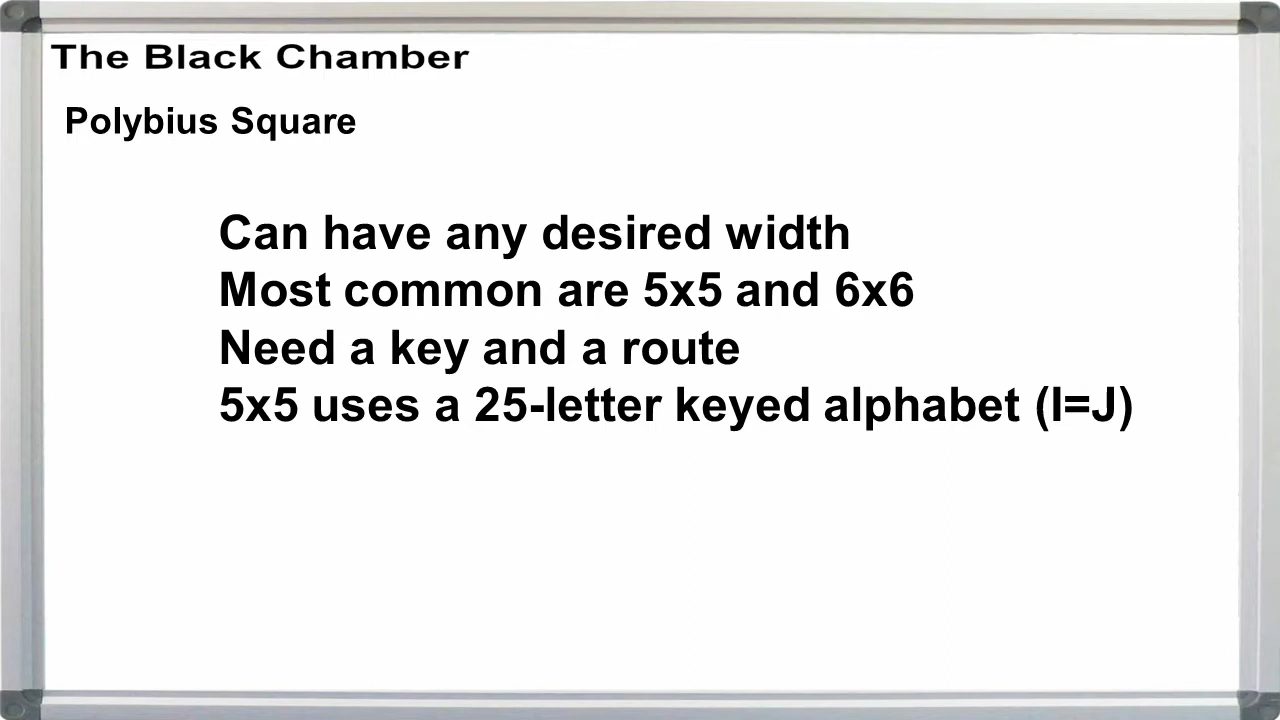 The Black Chamber
Polybius Square
Can have any desired width
Most common are 5x5 and 6x6
Need a key and a route
5x5 uses a 25-letter keyed alphabet (I=J)